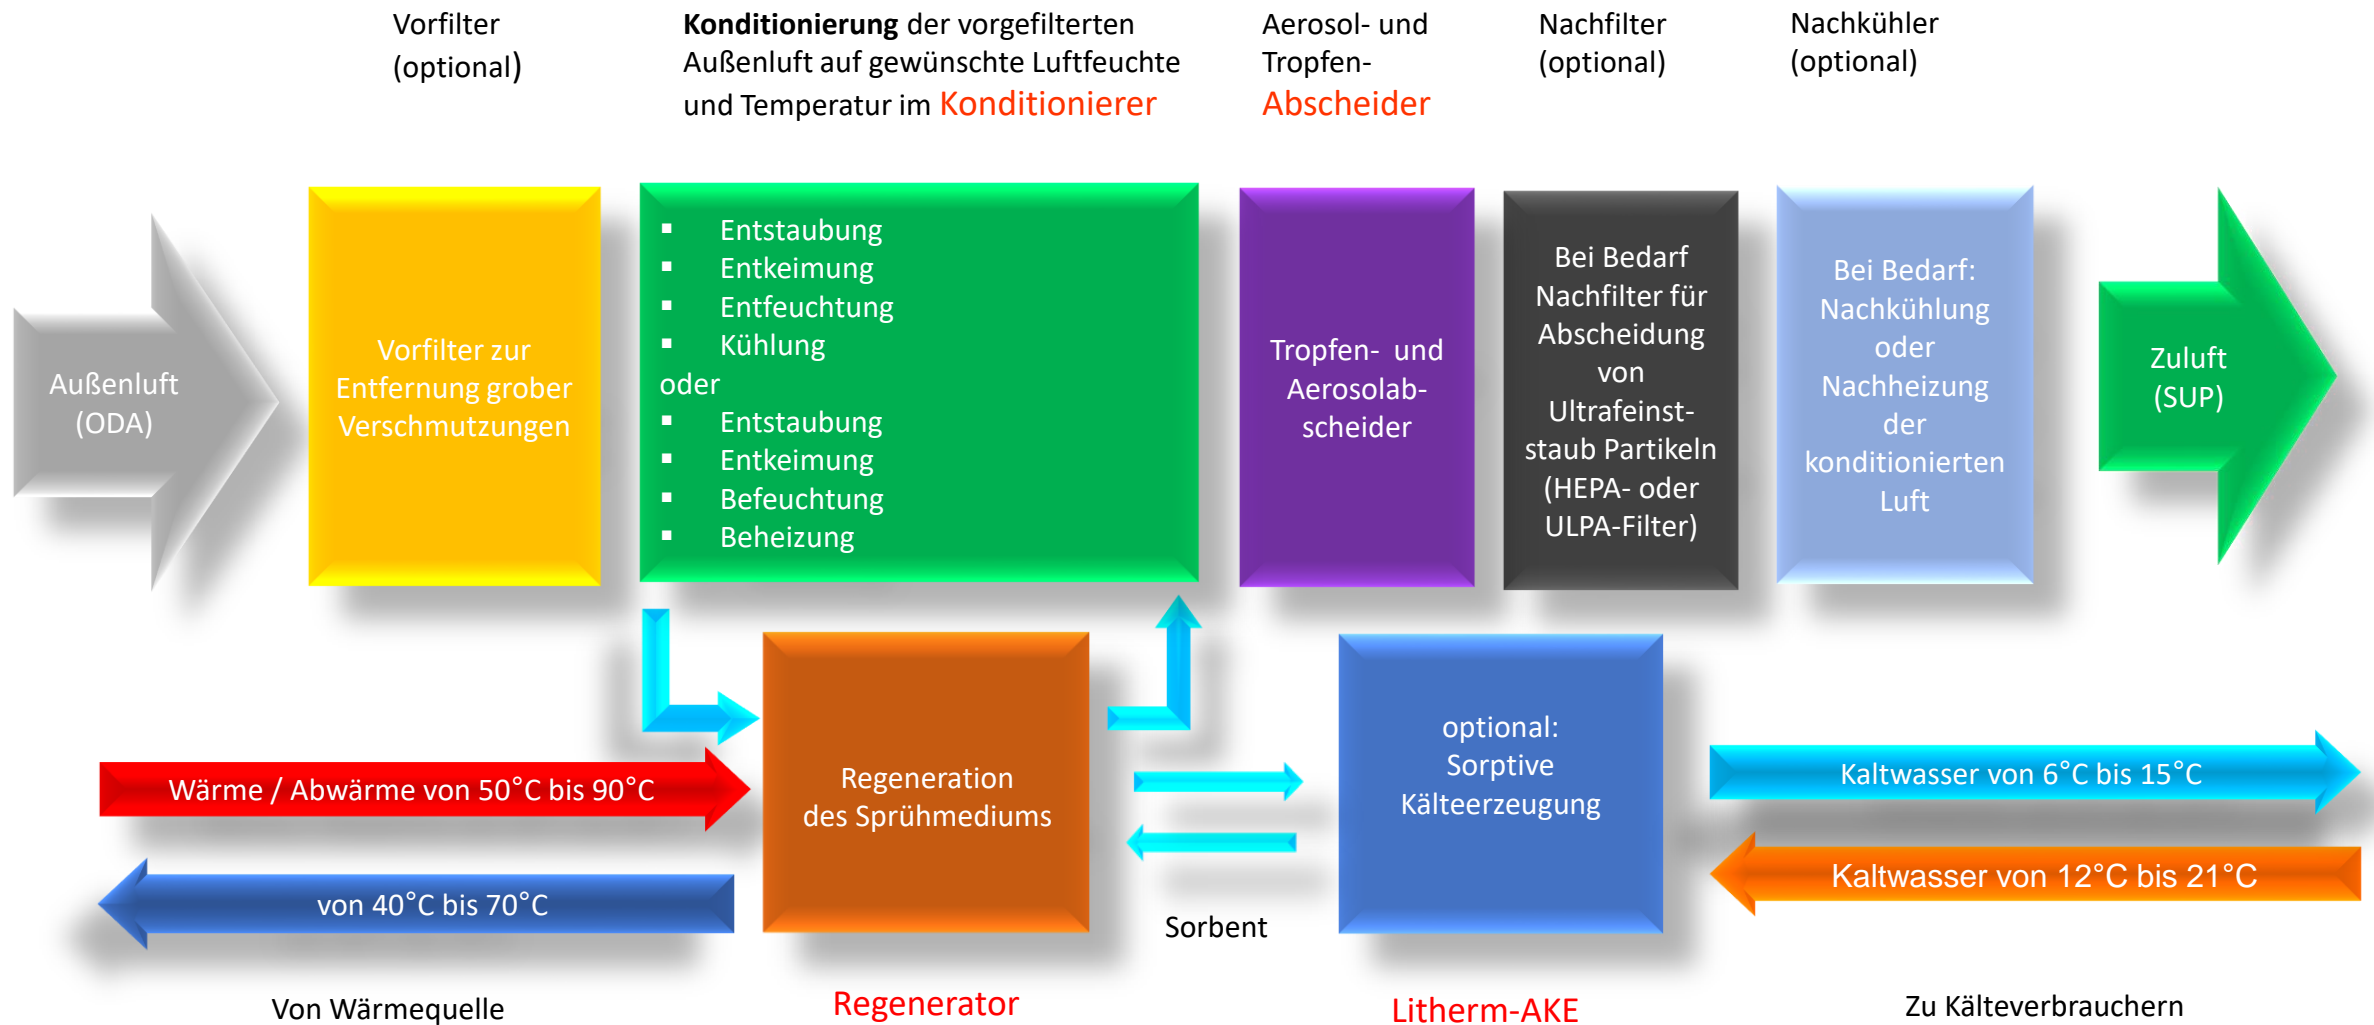 Vorfilter
(optional)
Konditionierung der vorgefilterten
Außenluft auf gewünschte Luftfeuchte
und Temperatur im Konditionierer
Aerosol- und
Tropfen-
Abscheider
Nachfilter
(optional)
Nachkühler
(optional)
Außenluft
(ODA)
Vorfilter zur
Entfernung grober
Verschmutzungen
▪ Entstaubung
▪ Entkeimung
▪ Entfeuchtung
▪ Kühlung
oder
▪ Entstaubung
▪ Entkeimung
▪ Befeuchtung
▪ Beheizung
Tropfen- und
Aerosolab-
scheider
Bei Bedarf
Nachfilter für
Abscheidung
von
Ultrafeinst-
staub Partikeln
(HEPA- oder
ULPA-Filter)
Bei Bedarf:
Nachkühlung
oder
Nachheizung
der
konditionierten
Luft
Zuluft
(SUP)
Wärme / Abwärme von 50°C bis 90°C
von 40°C bis 70°C
Von Wärmequelle
Regeneration
des Sprühmediums
Regenerator
Sorbent
optional:
Sorptive
Kälteerzeugung
Litherm-AKE
Kaltwasser von 6°C bis 15°C
Kaltwasser von 12°C bis 21°C
Zu Kälteverbrauchern